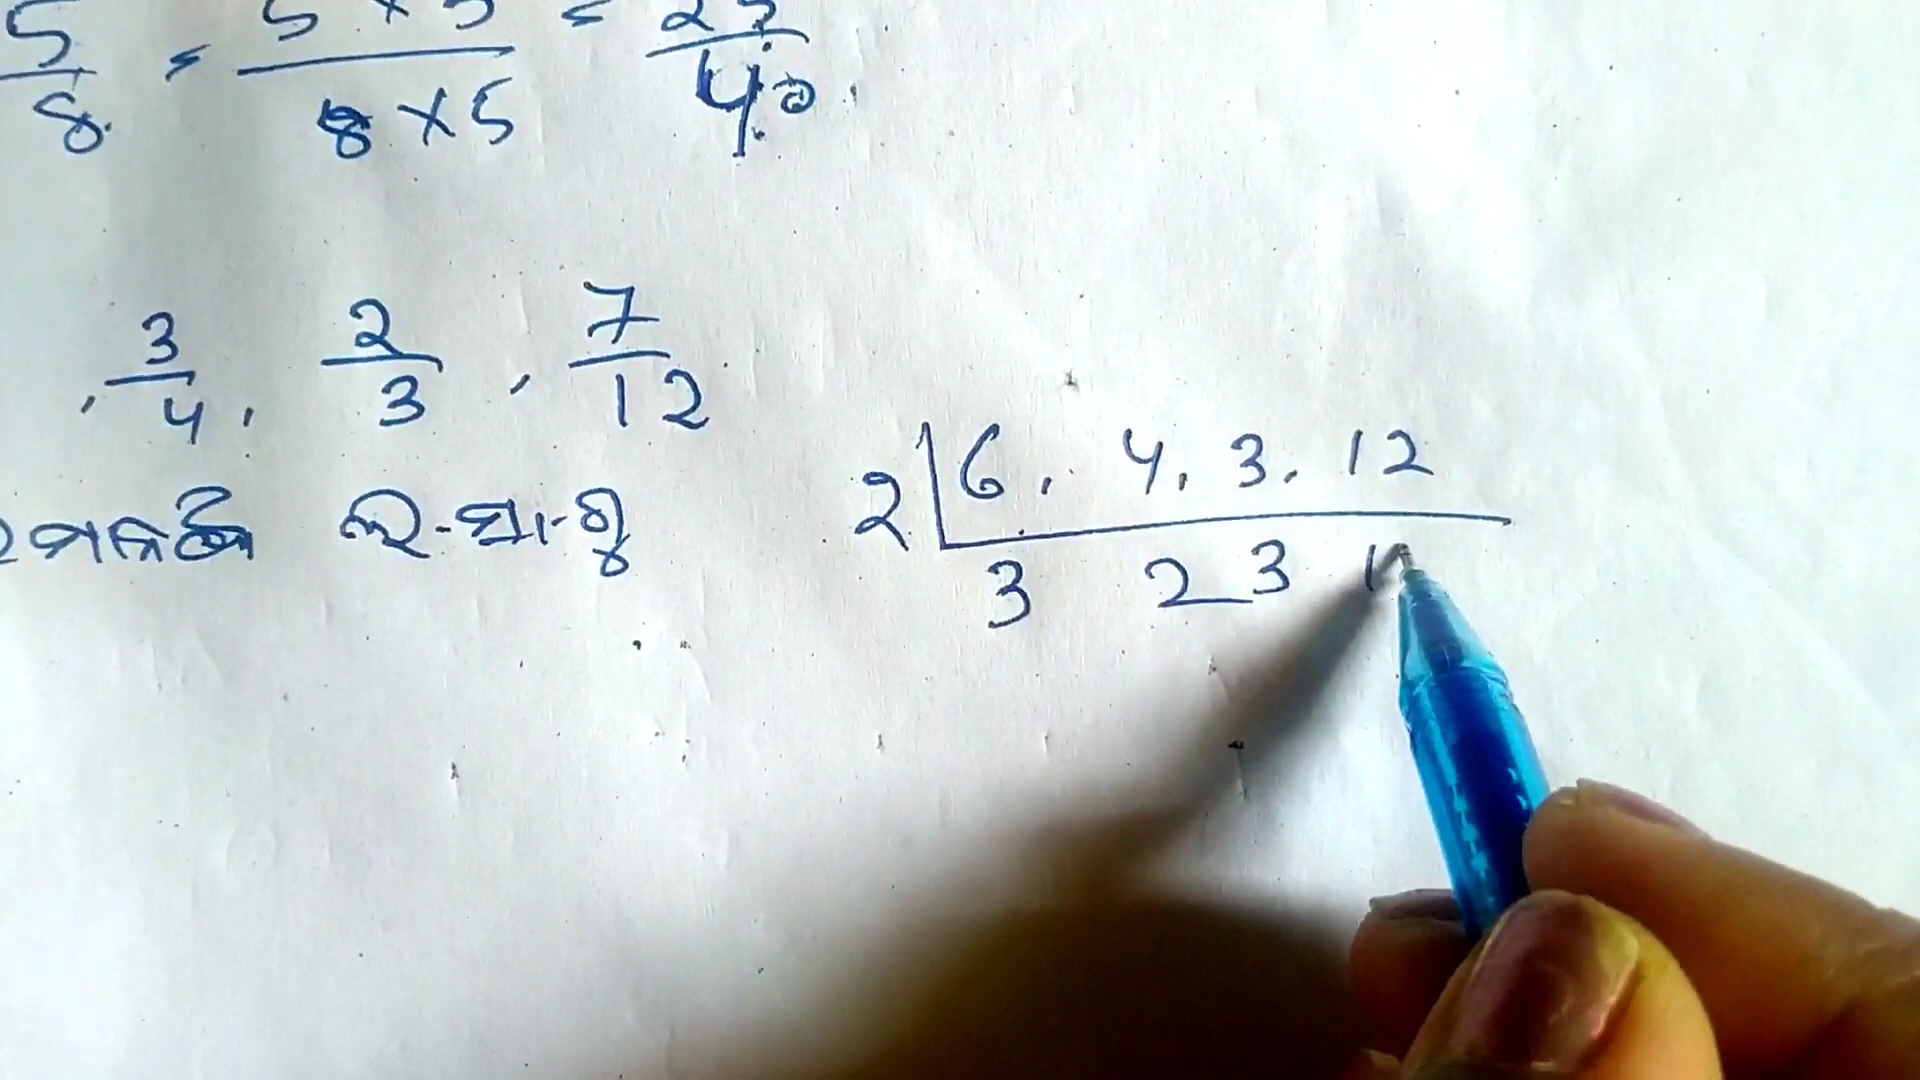 5/8 = 5 × 5 / 8 × 5 = 25/40
, 3/4, 2/3, 7/12
ଲ.ସା.ଗୁ
2 | 6, 4, 3, 12
3 2 3 1